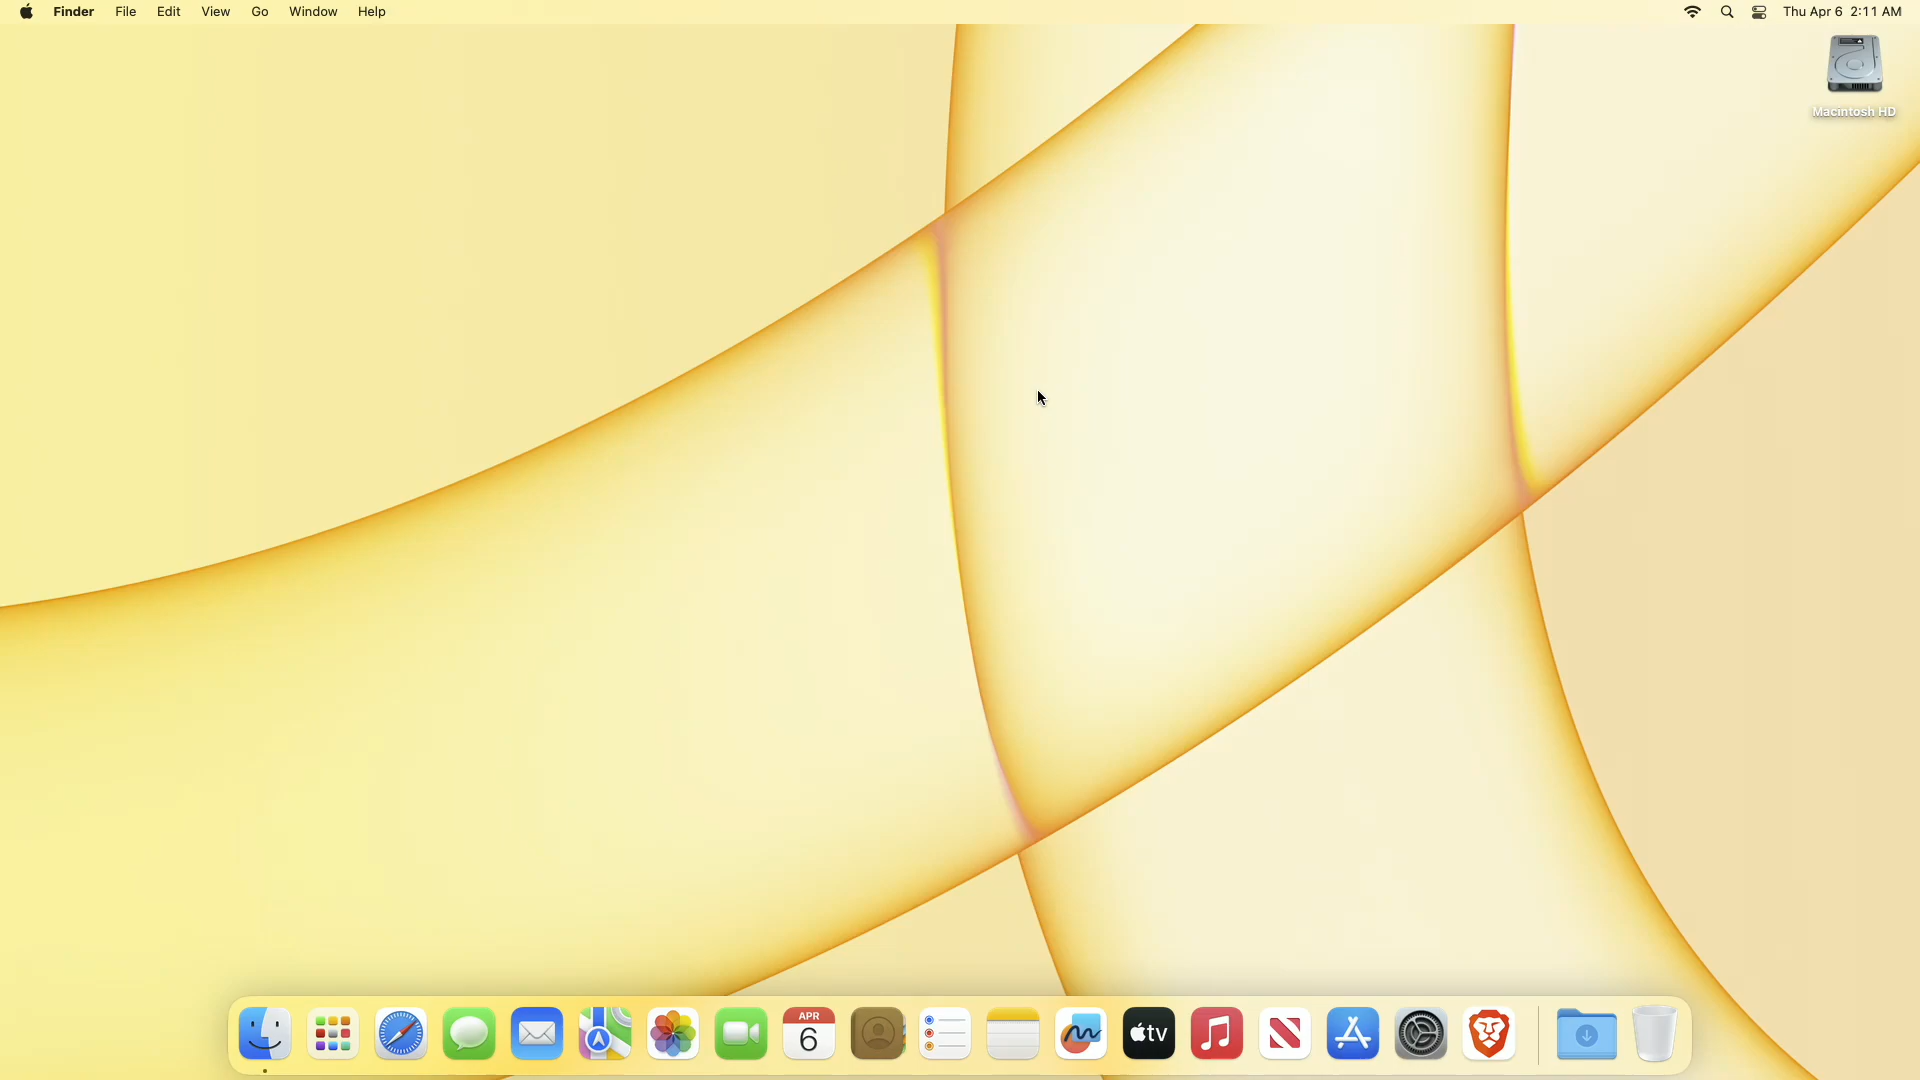 Finder File Edit View Go Window Help Thu Apr 6 2:11 AM
Macintosh HD
APR
6
tv